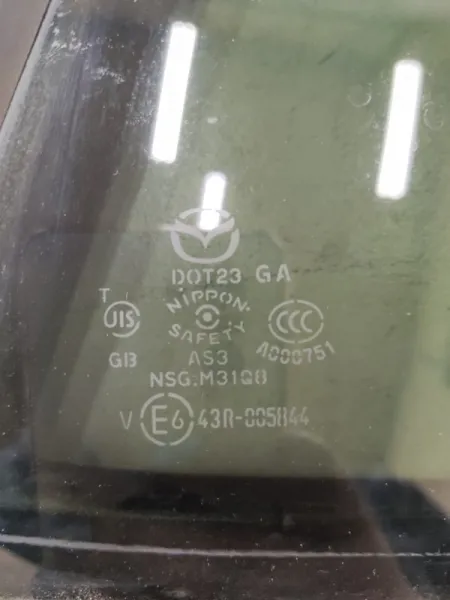 DOT23 GA
T
NIPPON
JIS
CCC
SAFETY
GB
AS3
A000751
NSG.M31Q8
V E6 43R-005844